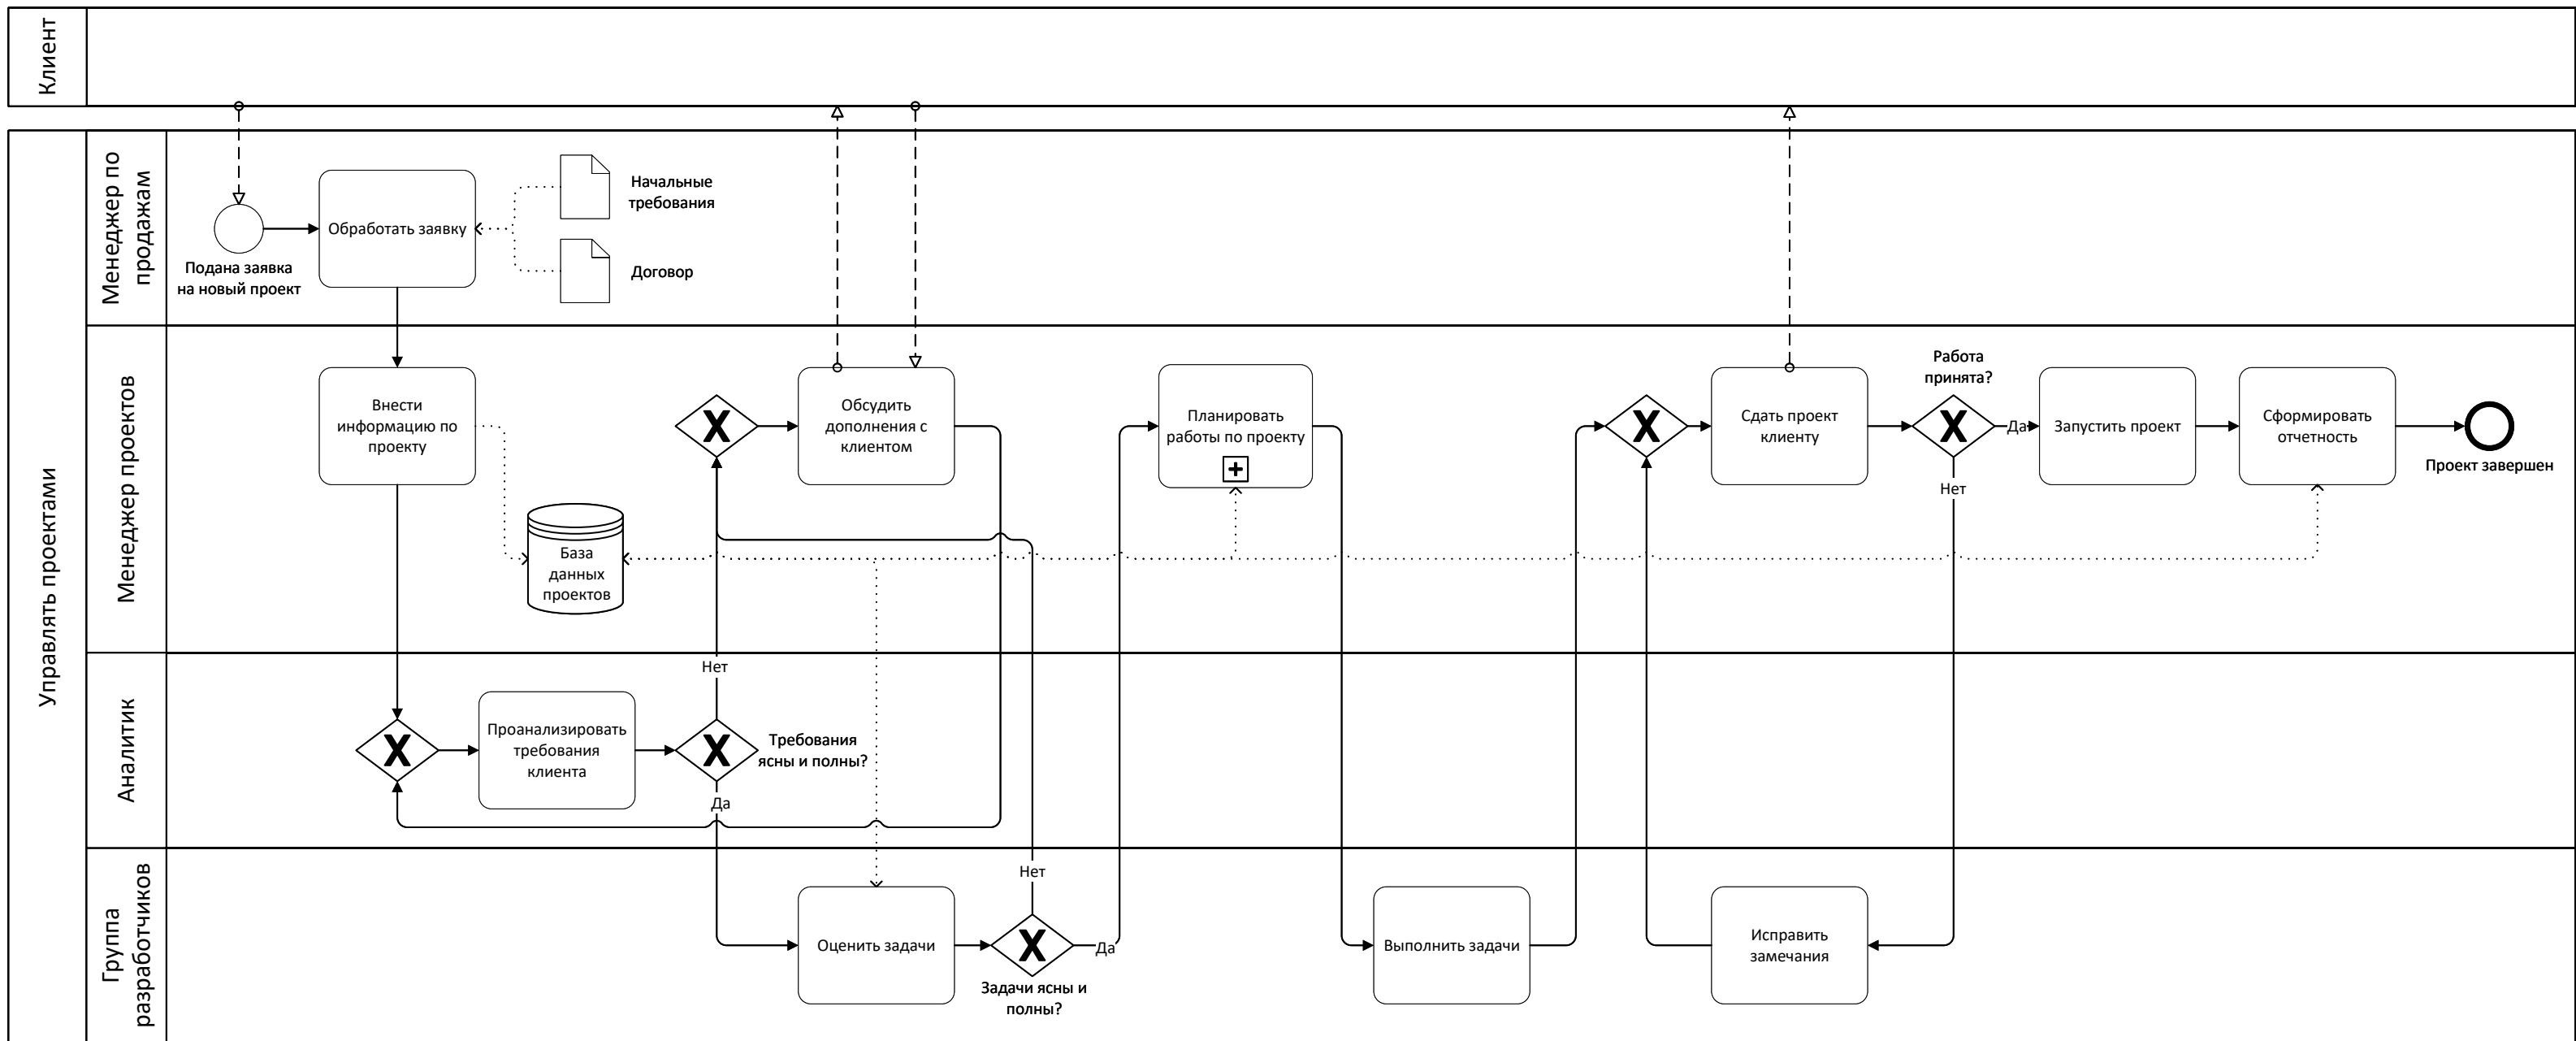 Клиент
Управлять проектами
Менеджер по
продажам
Подана заявка
на новый проект
Обработать заявку
Начальные
требования
Договор
Менеджер проектов
Внести
информацию по
проекту
База
данных
проектов
X
Обсудить
дополнения с
клиентом
Планировать
работы по проекту
X
Сдать проект
клиенту
Работа
принята?
X
Да
Нет
Запустить проект
Сформировать
отчетность
Проект завершен
Аналитик
X
Проанализировать
требования
клиента
Нет
X
Требования
ясны и полны?
Да
Группа
разработчиков
Оценить задачи
Нет
X
Да
Задачи ясны и
полны?
Выполнить задачи
Исправить
замечания